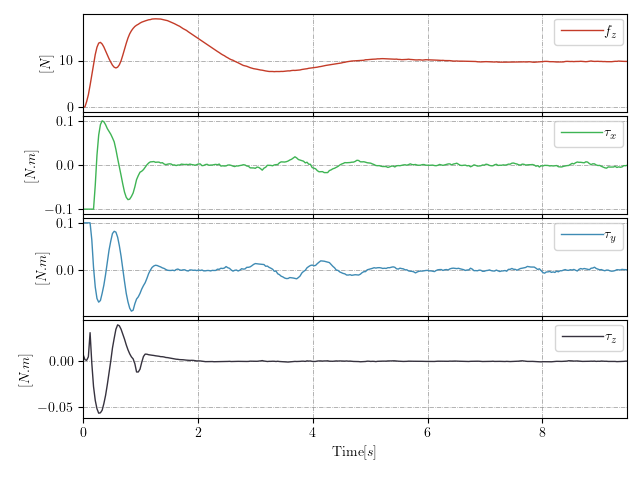 f_z
[N]
10
0
τ_x
[N.m]
0.1
0.0
−0.1
τ_y
[N.m]
0.1
0.0
τ_z
[N.m]
0.00
−0.05
0 2 4 6 8
Time[s]